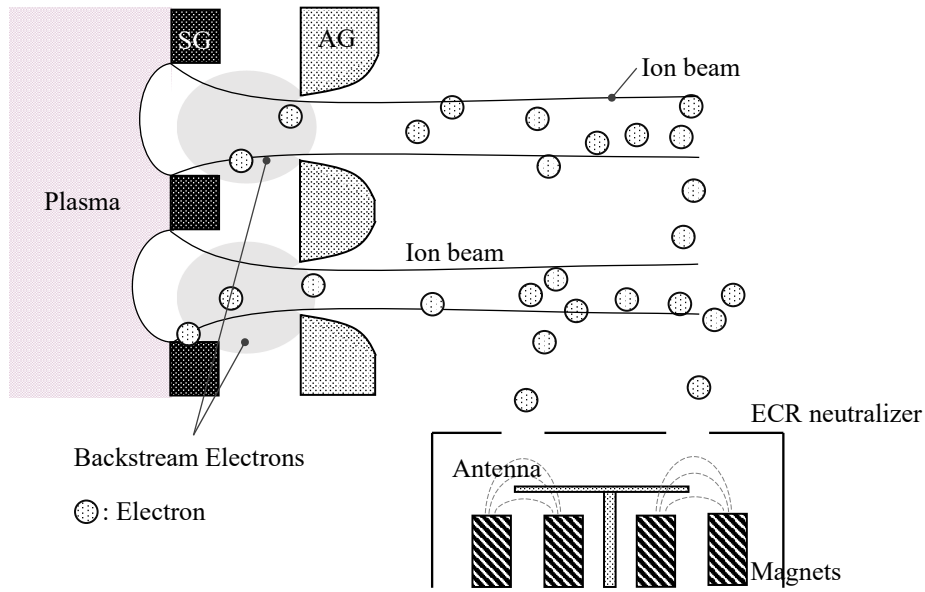 SG
AG
Ion beam
Plasma
Ion beam
ECR neutralizer
Backstream Electrons
Antenna
: Electron
Magnets